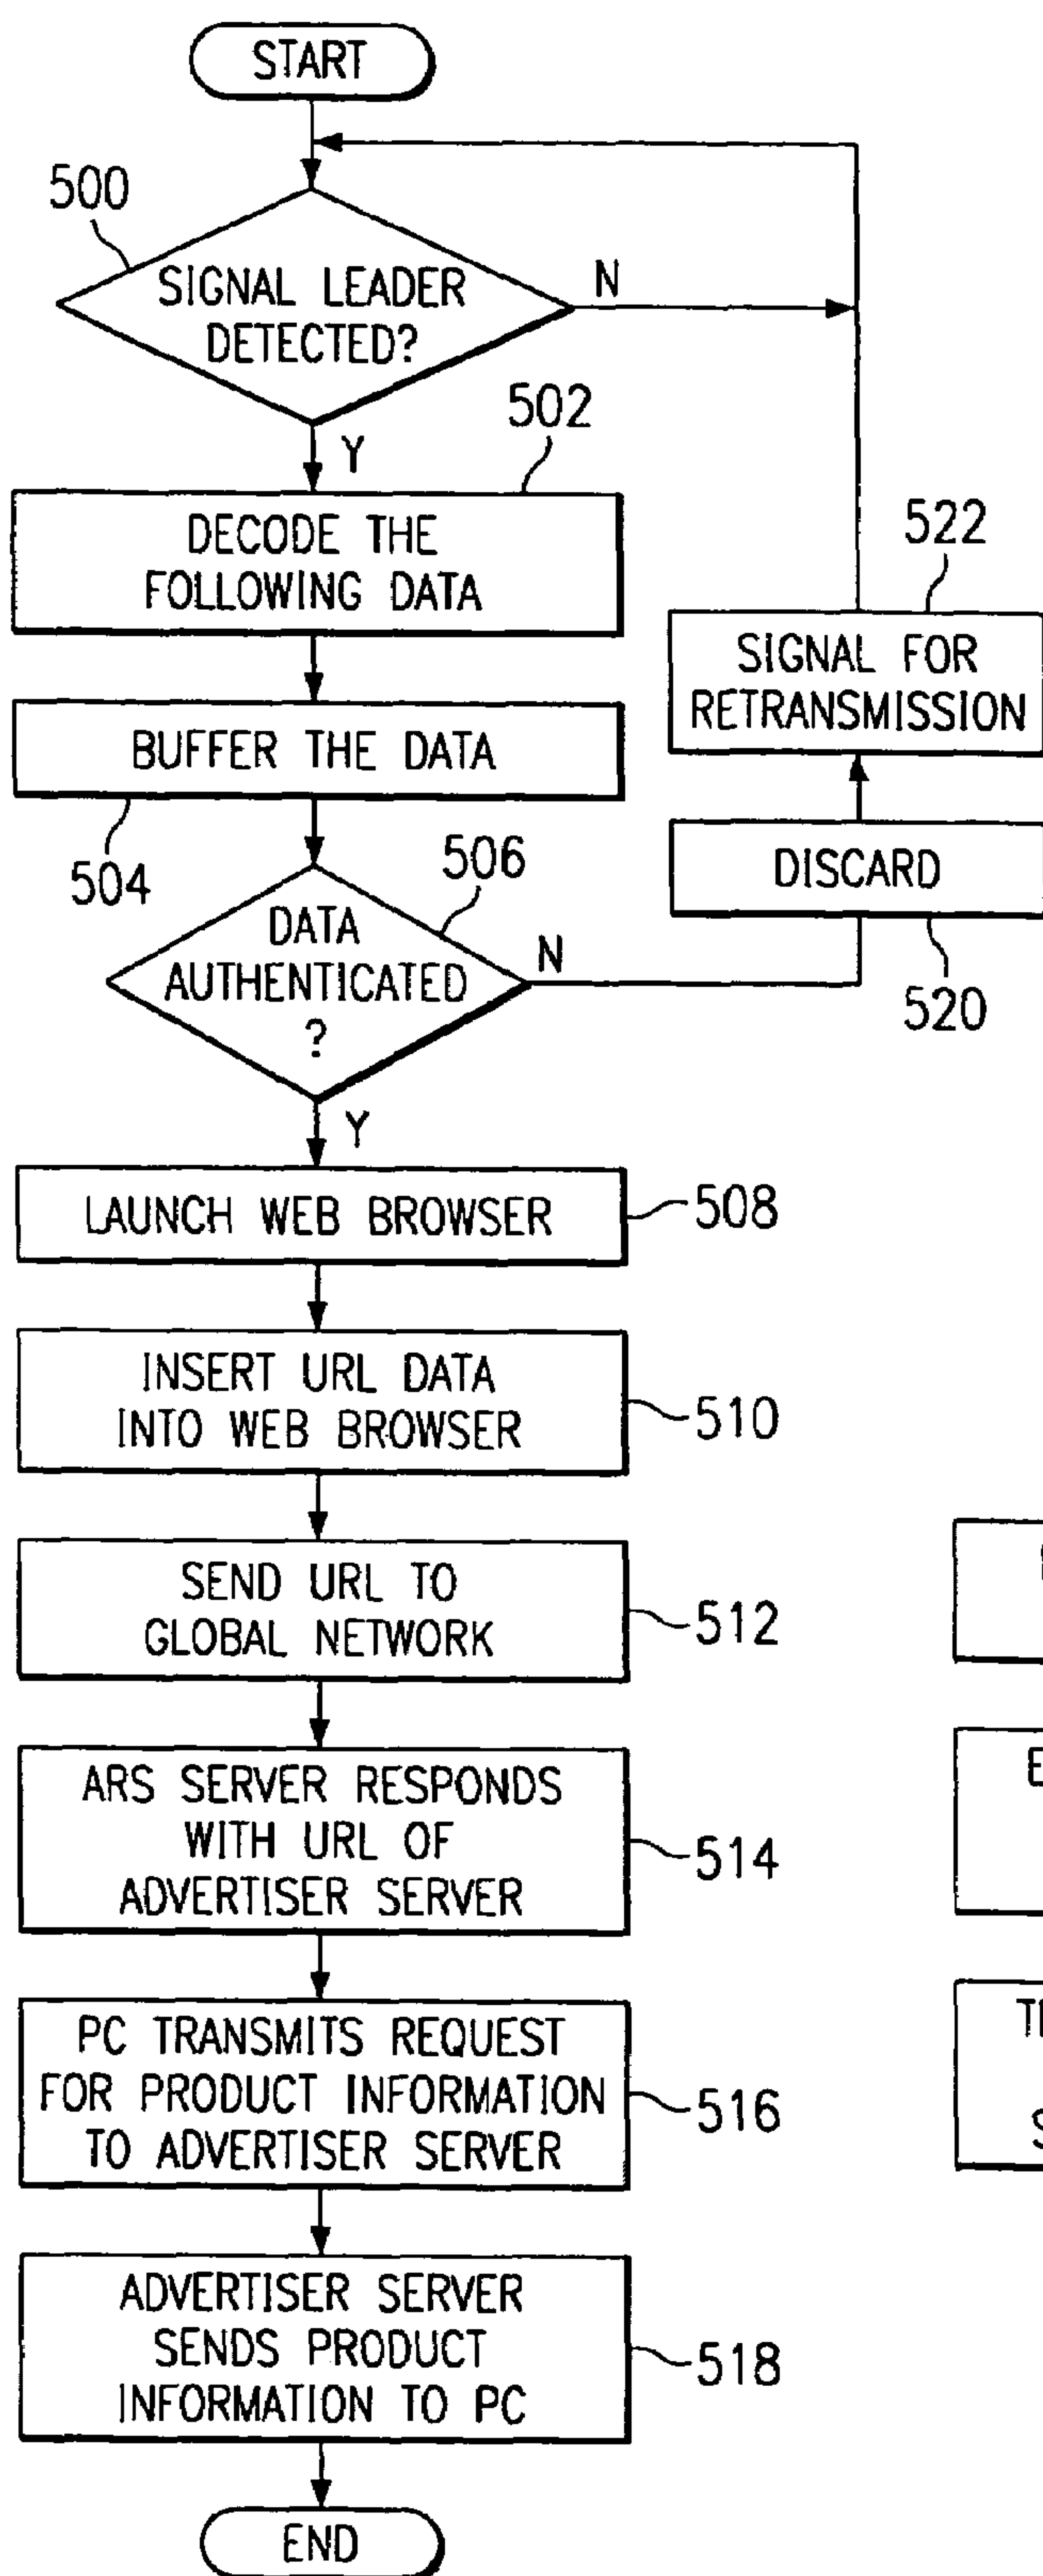 START
500
SIGNAL LEADER
DETECTED?
N
Y
502
DECODE THE
FOLLOWING DATA
522
SIGNAL FOR
RETRANSMISSION
BUFFER THE DATA
504
DISCARD
520
506
DATA
AUTHENTICATED
?
N
Y
LAUNCH WEB BROWSER
508
INSERT URL DATA
INTO WEB BROWSER
510
SEND URL TO
GLOBAL NETWORK
512
ARS SERVER RESPONDS
WITH URL OF
ADVERTISER SERVER
514
PC TRANSMITS REQUEST
FOR PRODUCT INFORMATION
TO ADVERTISER SERVER
516
ADVERTISER SERVER
SENDS PRODUCT
INFORMATION TO PC
518
END